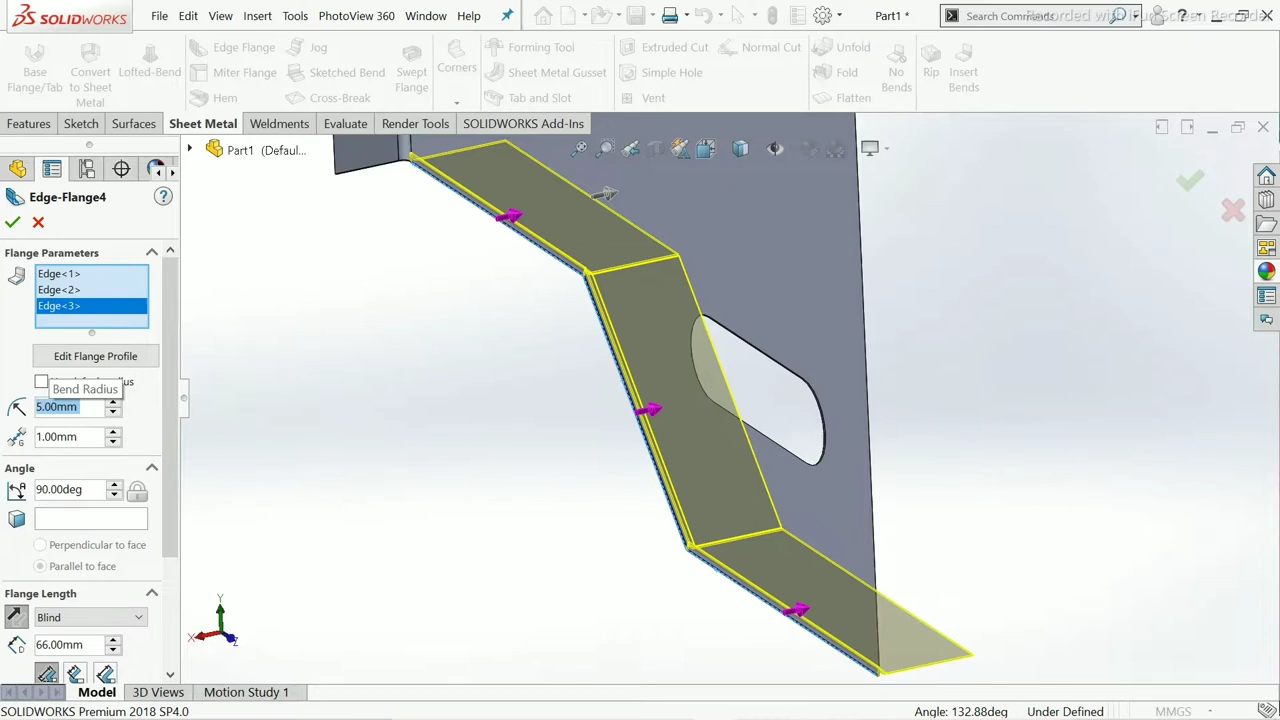 SOLIDWORKS
File Edit View Insert Tools PhotoView 360 Window Help
Part1 *
Search Commands
Recorded with iFun Screen Recorder
Base Flange/Tab
Convert to Sheet Metal
Lofted-Bend
Edge Flange
Miter Flange
Hem
Jog
Sketched Bend
Cross-Break
Swept Flange
Corners
Forming Tool
Sheet Metal Gusset
Tab and Slot
Extruded Cut
Simple Hole
Vent
Normal Cut
Unfold
Fold
Flatten
No Bends
Rip
Insert Bends
Features Sketch Surfaces Sheet Metal Weldments Evaluate Render Tools SOLIDWORKS Add-Ins
Part1 (Defaul...
Edge-Flange4
Flange Parameters
Edge<1>
Edge<2>
Edge<3>
Edit Flange Profile
Bend Radius
5.00mm
1.00mm
Angle
90.00deg
Perpendicular to face
Parallel to face
Flange Length
Blind
66.00mm
Y
X
Z
Model 3D Views Motion Study 1
SOLIDWORKS Premium 2018 SP4.0
Angle: 132.88deg Under Defined MMGS